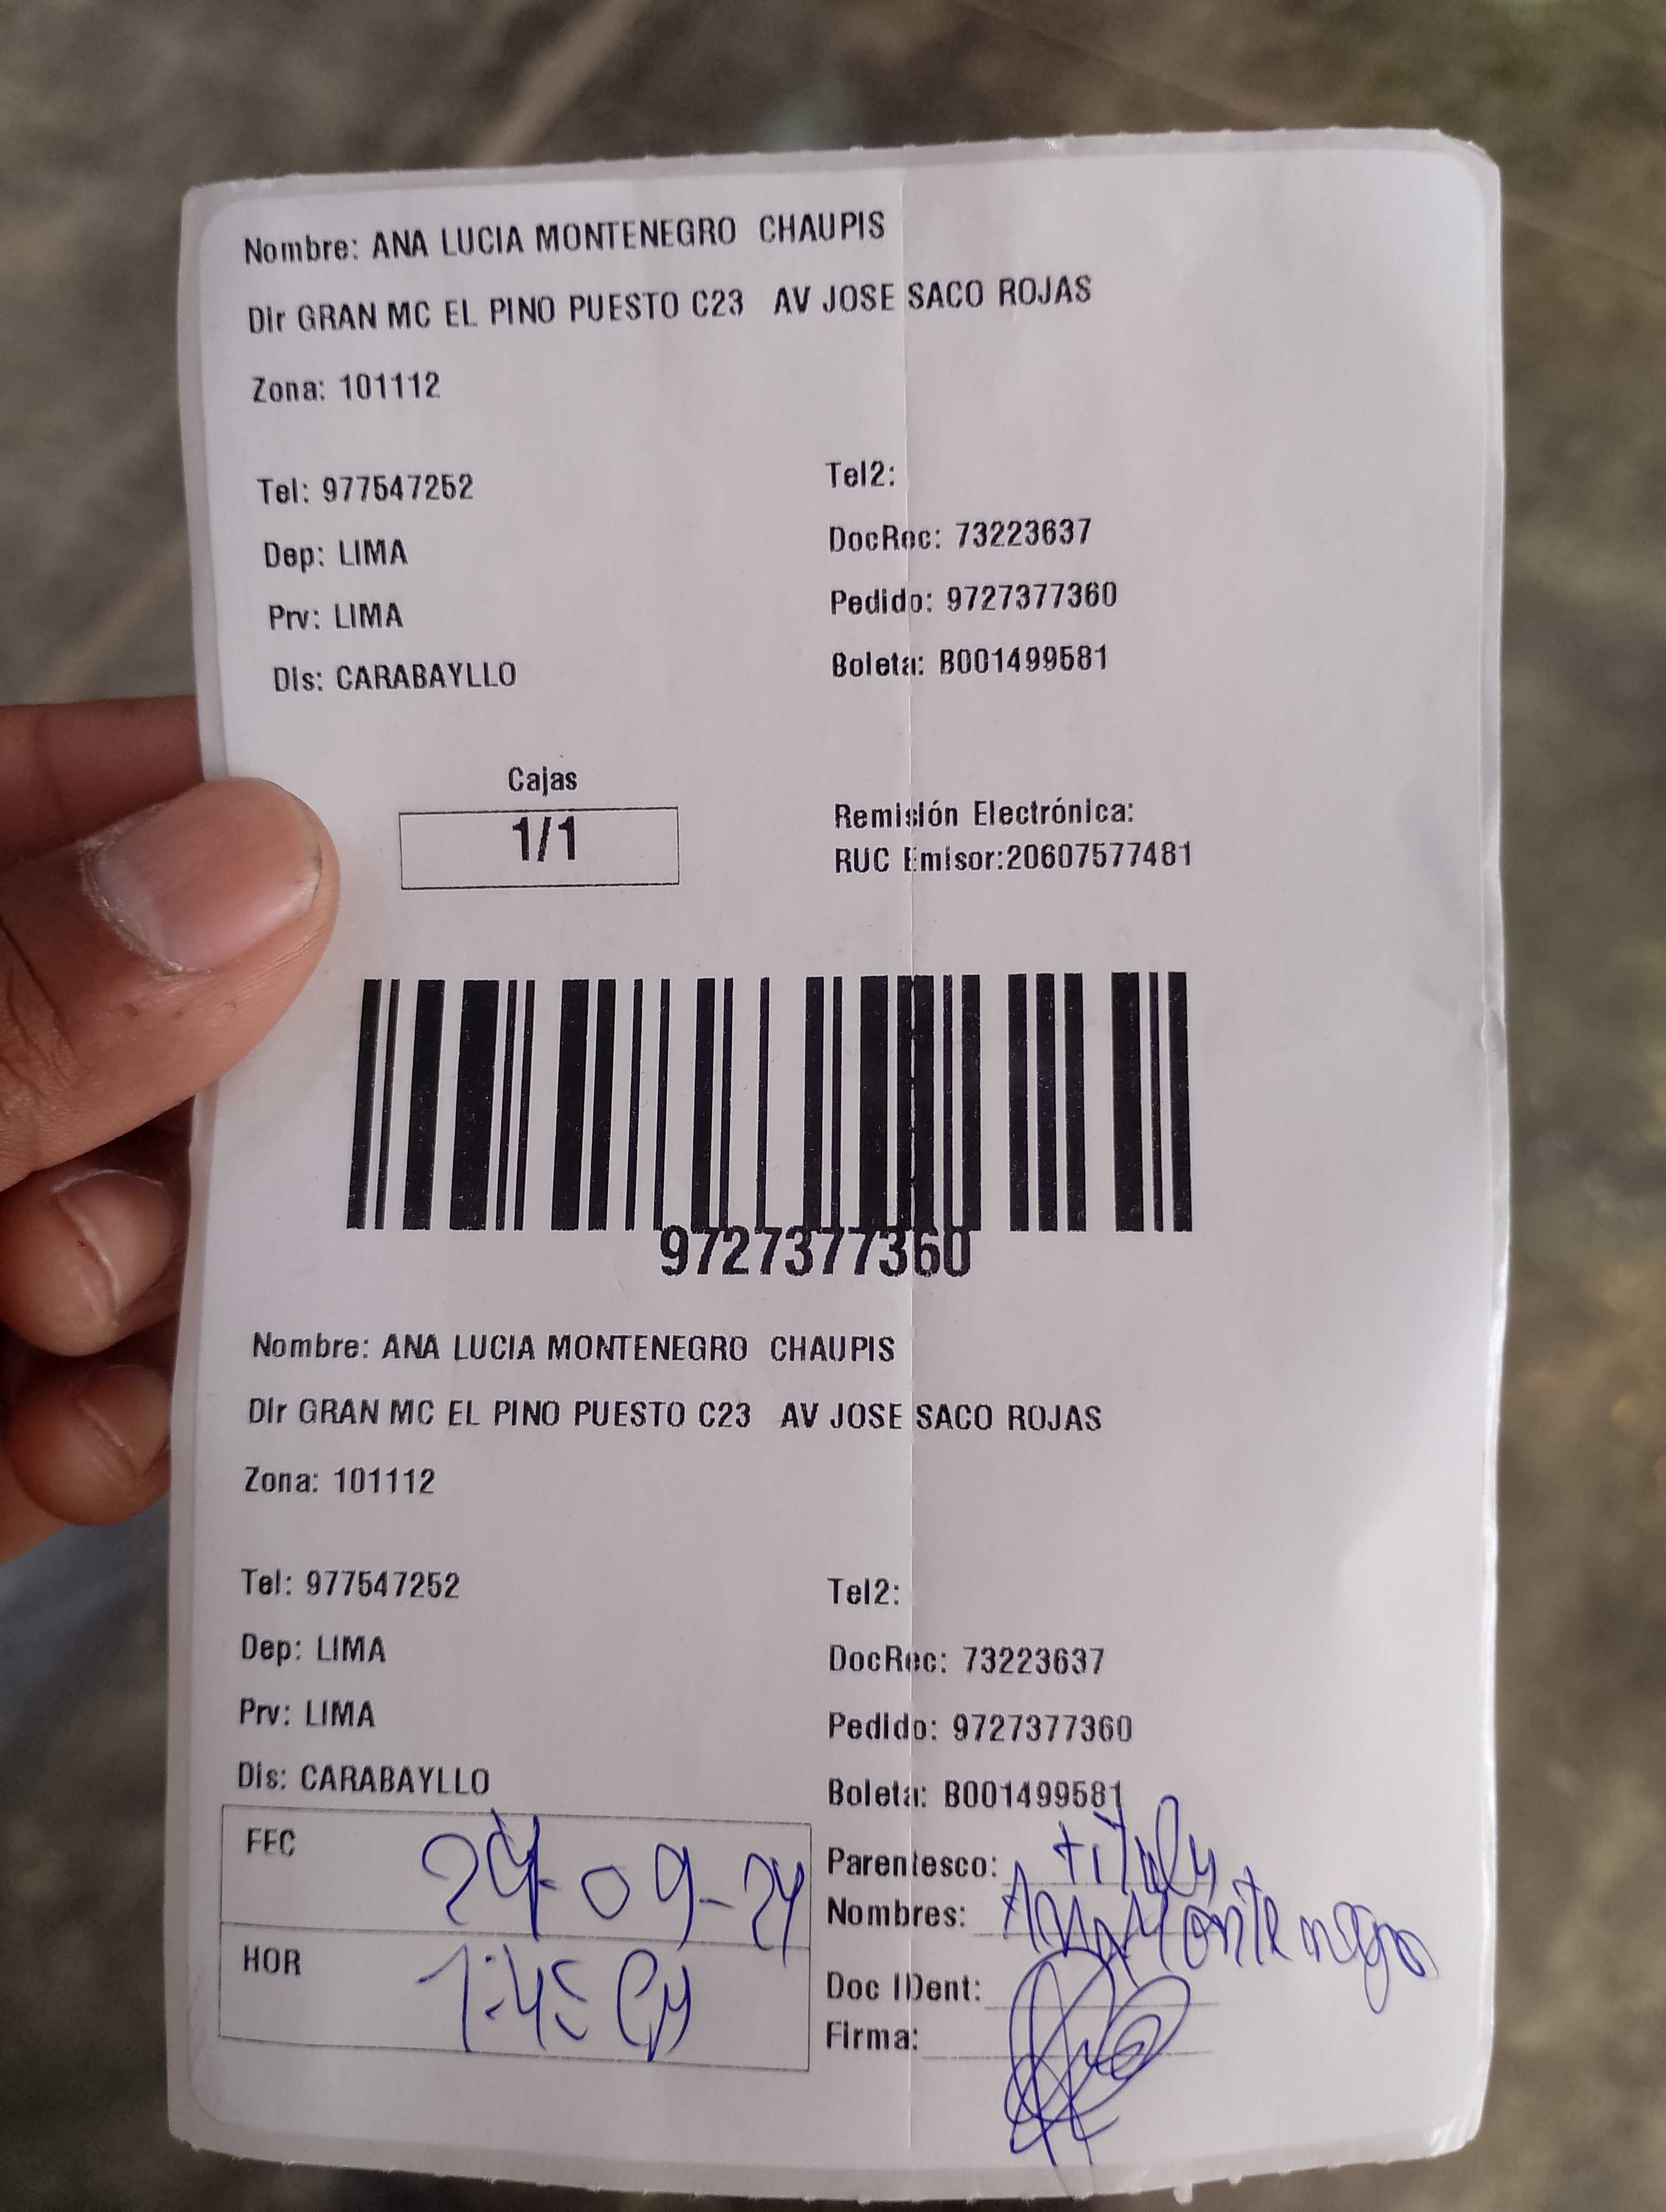 Nombre: ANA LUCIA MONTENEGRO CHAUPIS
Dir GRAN MC EL PINO PUESTO C23 AV JOSE SACO ROJAS
Zona: 101112
Tel: 977547252 Tel2:
Dep: LIMA DocRec: 73223637
Prv: LIMA Pedido: 9727377360
Dis: CARABAYLLO Boleta: B001499581
Cajas
1/1
Remisión Electrónica:
RUC Emisor:20607577481
9727377360
Nombre: ANA LUCIA MONTENEGRO CHAUPIS
Dir GRAN MC EL PINO PUESTO C23 AV JOSE SACO ROJAS
Zona: 101112
Tel: 977547252 Tel2:
Dep: LIMA DocRec: 73223637
Prv: LIMA Pedido: 9727377360
Dis: CARABAYLLO Boleta: B001499581
FEC 24-09-24 Parentesco:
Nombres: Ana Montenegro
HOR 1:45 PM Doc IDent:
Firma: